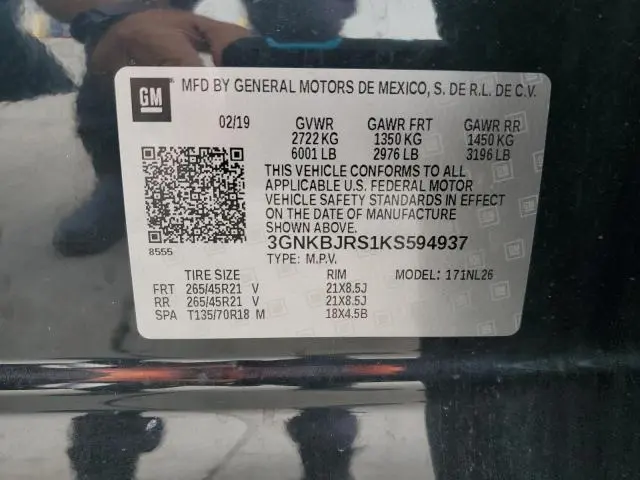 GM
MFD BY GENERAL MOTORS DE MEXICO, S. DE R.L. DE C.V.
02/19 GVWR GAWR FRT GAWR RR
2722 KG 1350 KG 1450 KG
6001 LB 2976 LB 3196 LB
THIS VEHICLE CONFORMS TO ALL
APPLICABLE U.S. FEDERAL MOTOR
VEHICLE SAFETY STANDARDS IN EFFECT
ON THE DATE OF MANUFACTURE
SHOWN ABOVE.
3GNKBJRS1KS594937
8555 TYPE: M.P.V.
TIRE SIZE RIM MODEL: 171NL26
FRT 265/45R21 V 21X8.5J
RR 265/45R21 V 21X8.5J
SPA T135/70R18 M 18X4.5B